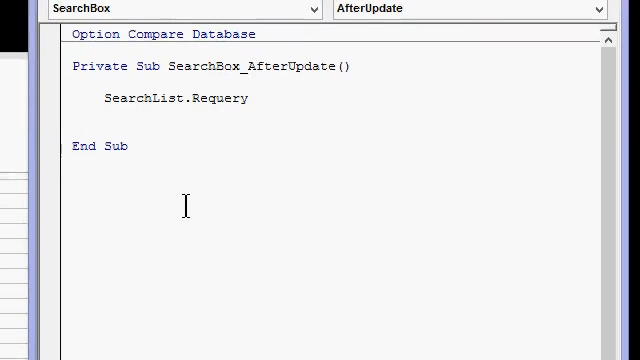 SearchBox
AfterUpdate
Option Compare Database
Private Sub SearchBox_AfterUpdate()
SearchList.Requery
End Sub